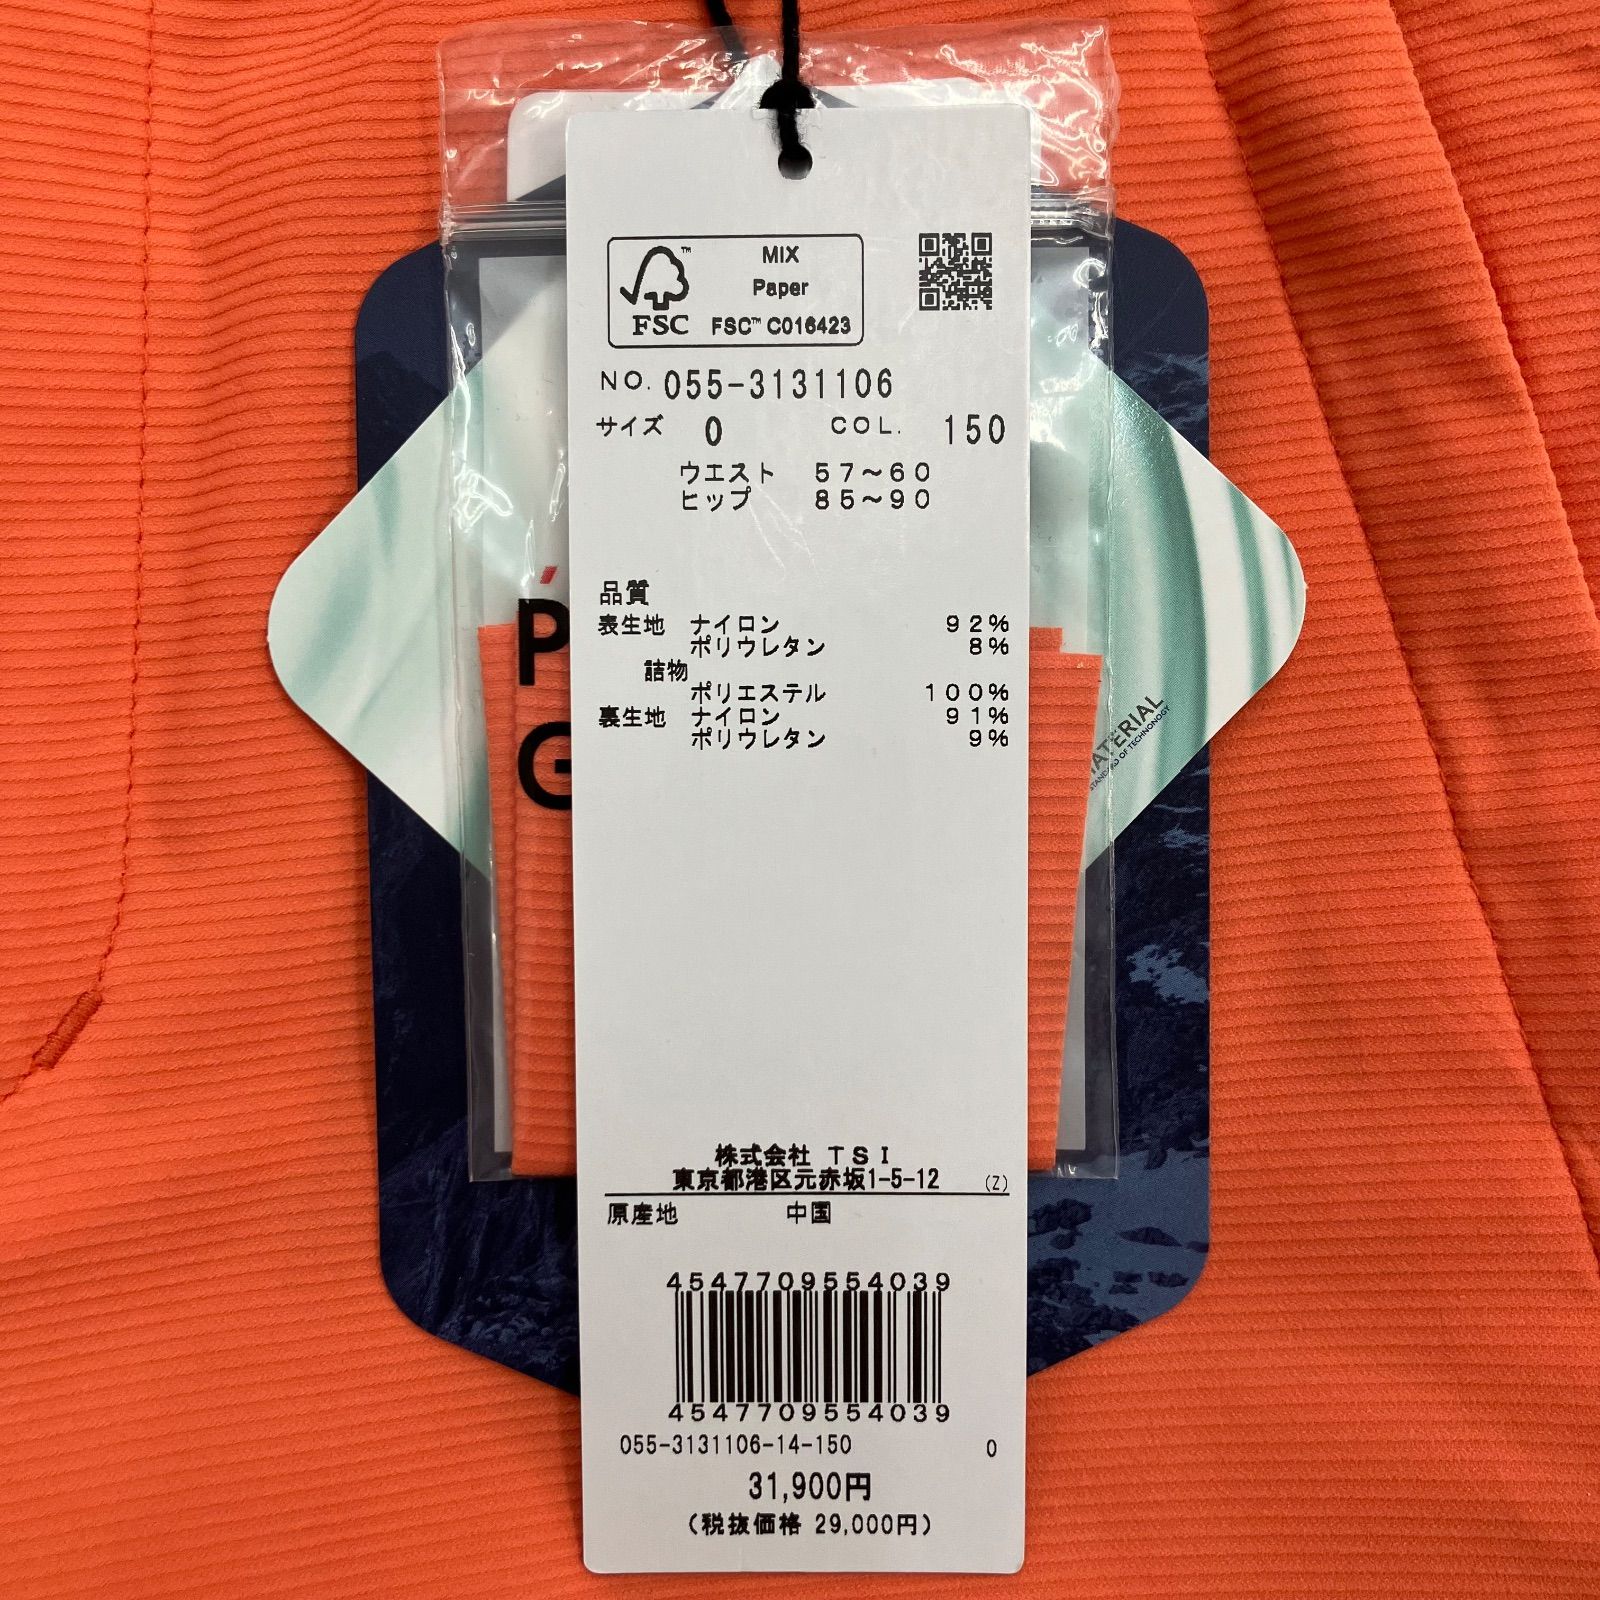 MIX
Paper
FSC™ C016423
FSC
NO. 055-3131106
サイズ 0 COL. 150
ウエスト 57～60
ヒップ 85～90
品質
表生地 ナイロン 92%
ポリウレタン 8%
詰物
ポリエステル 100%
裏生地 ナイロン 91%
ポリウレタン 9%
株式会社 TSI
東京都港区元赤坂1-5-12 (Z)
原産地 中国
4547709554039
4547709554039
055-3131106-14-150 0
31,900円
(税抜価格 29,000円)
P
G
OF TECHNOLOGY